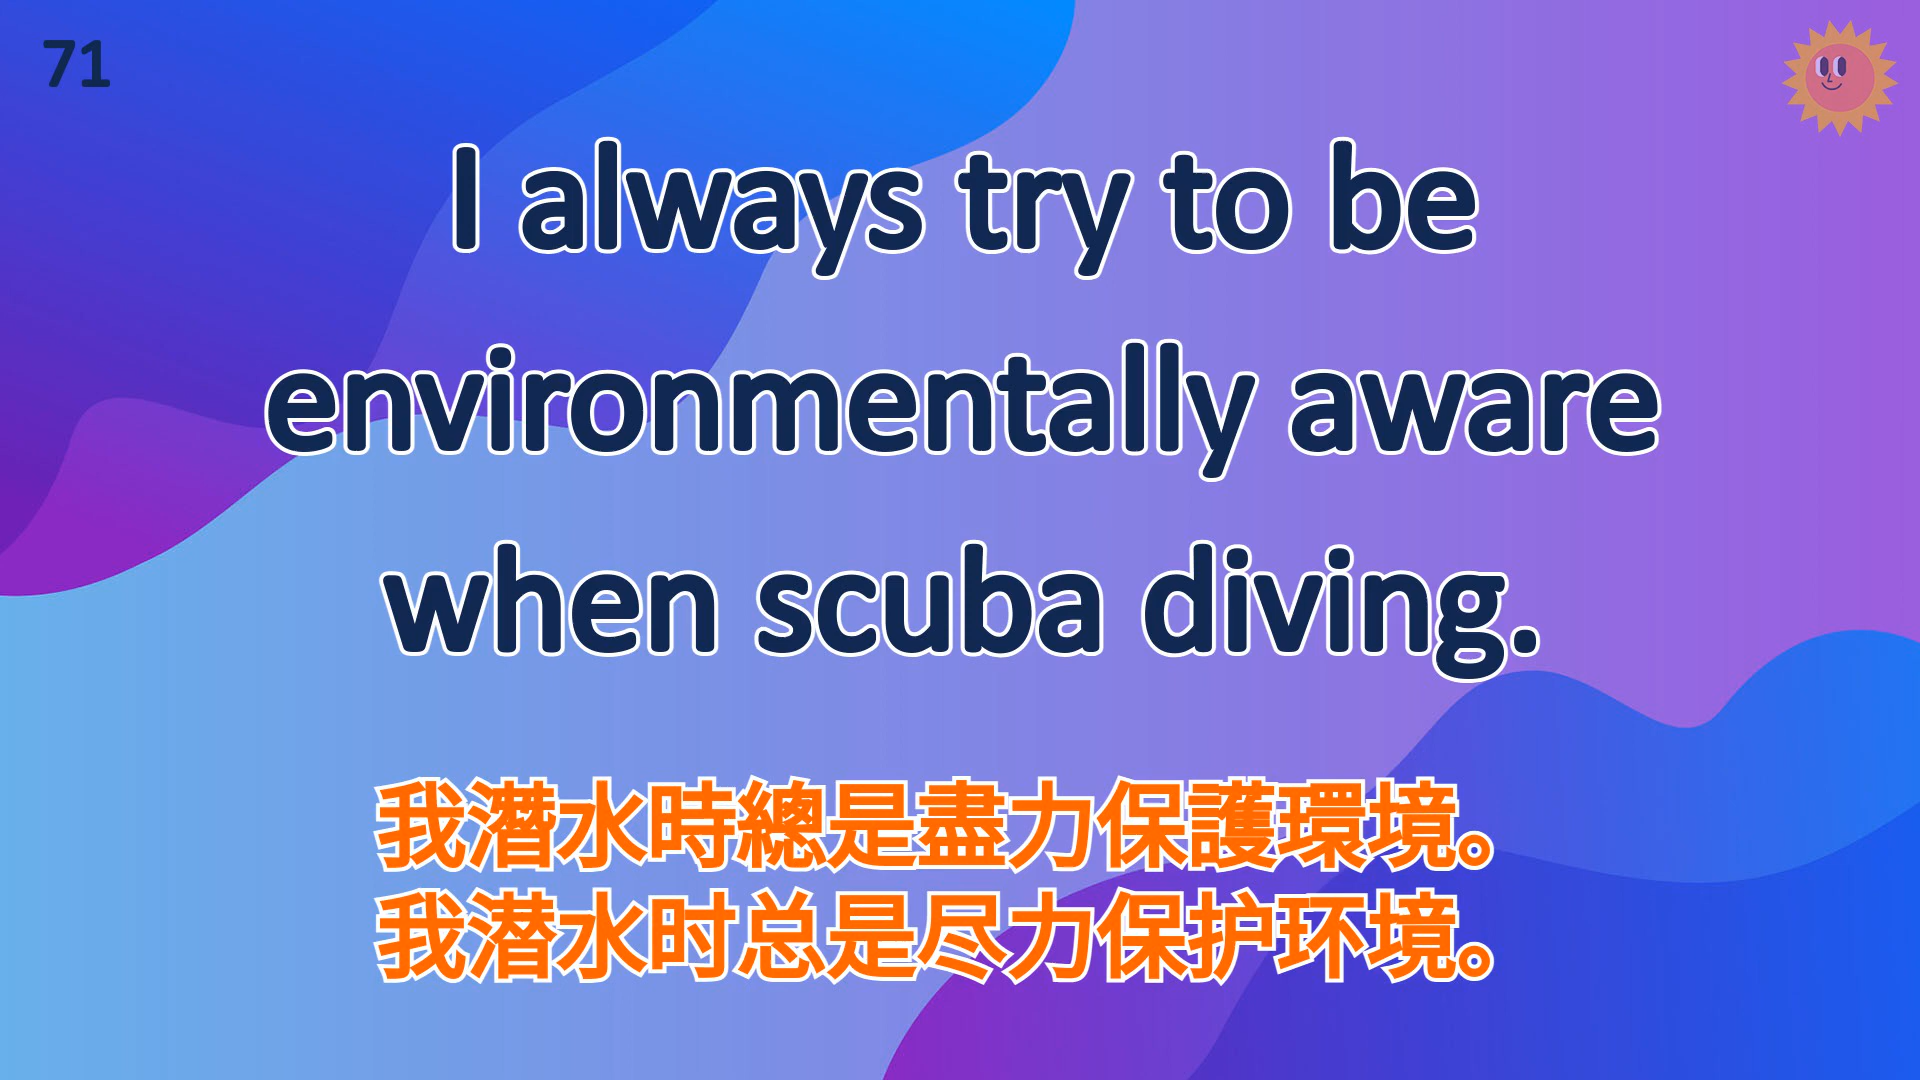 71
I always try to be
environmentally aware
when scuba diving.
我潛水時總是盡力保護環境。
我潜水时总是尽力保护环境。